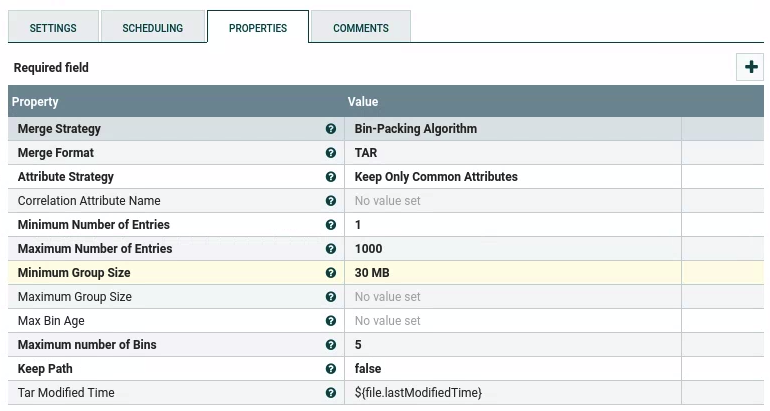 SETTINGS SCHEDULING PROPERTIES COMMENTS
Required field
Property Value
Merge Strategy Bin-Packing Algorithm
Merge Format TAR
Attribute Strategy Keep Only Common Attributes
Correlation Attribute Name No value set
Minimum Number of Entries 1
Maximum Number of Entries 1000
Minimum Group Size 30 MB
Maximum Group Size No value set
Max Bin Age No value set
Maximum number of Bins 5
Keep Path false
Tar Modified Time ${file.lastModifiedTime}